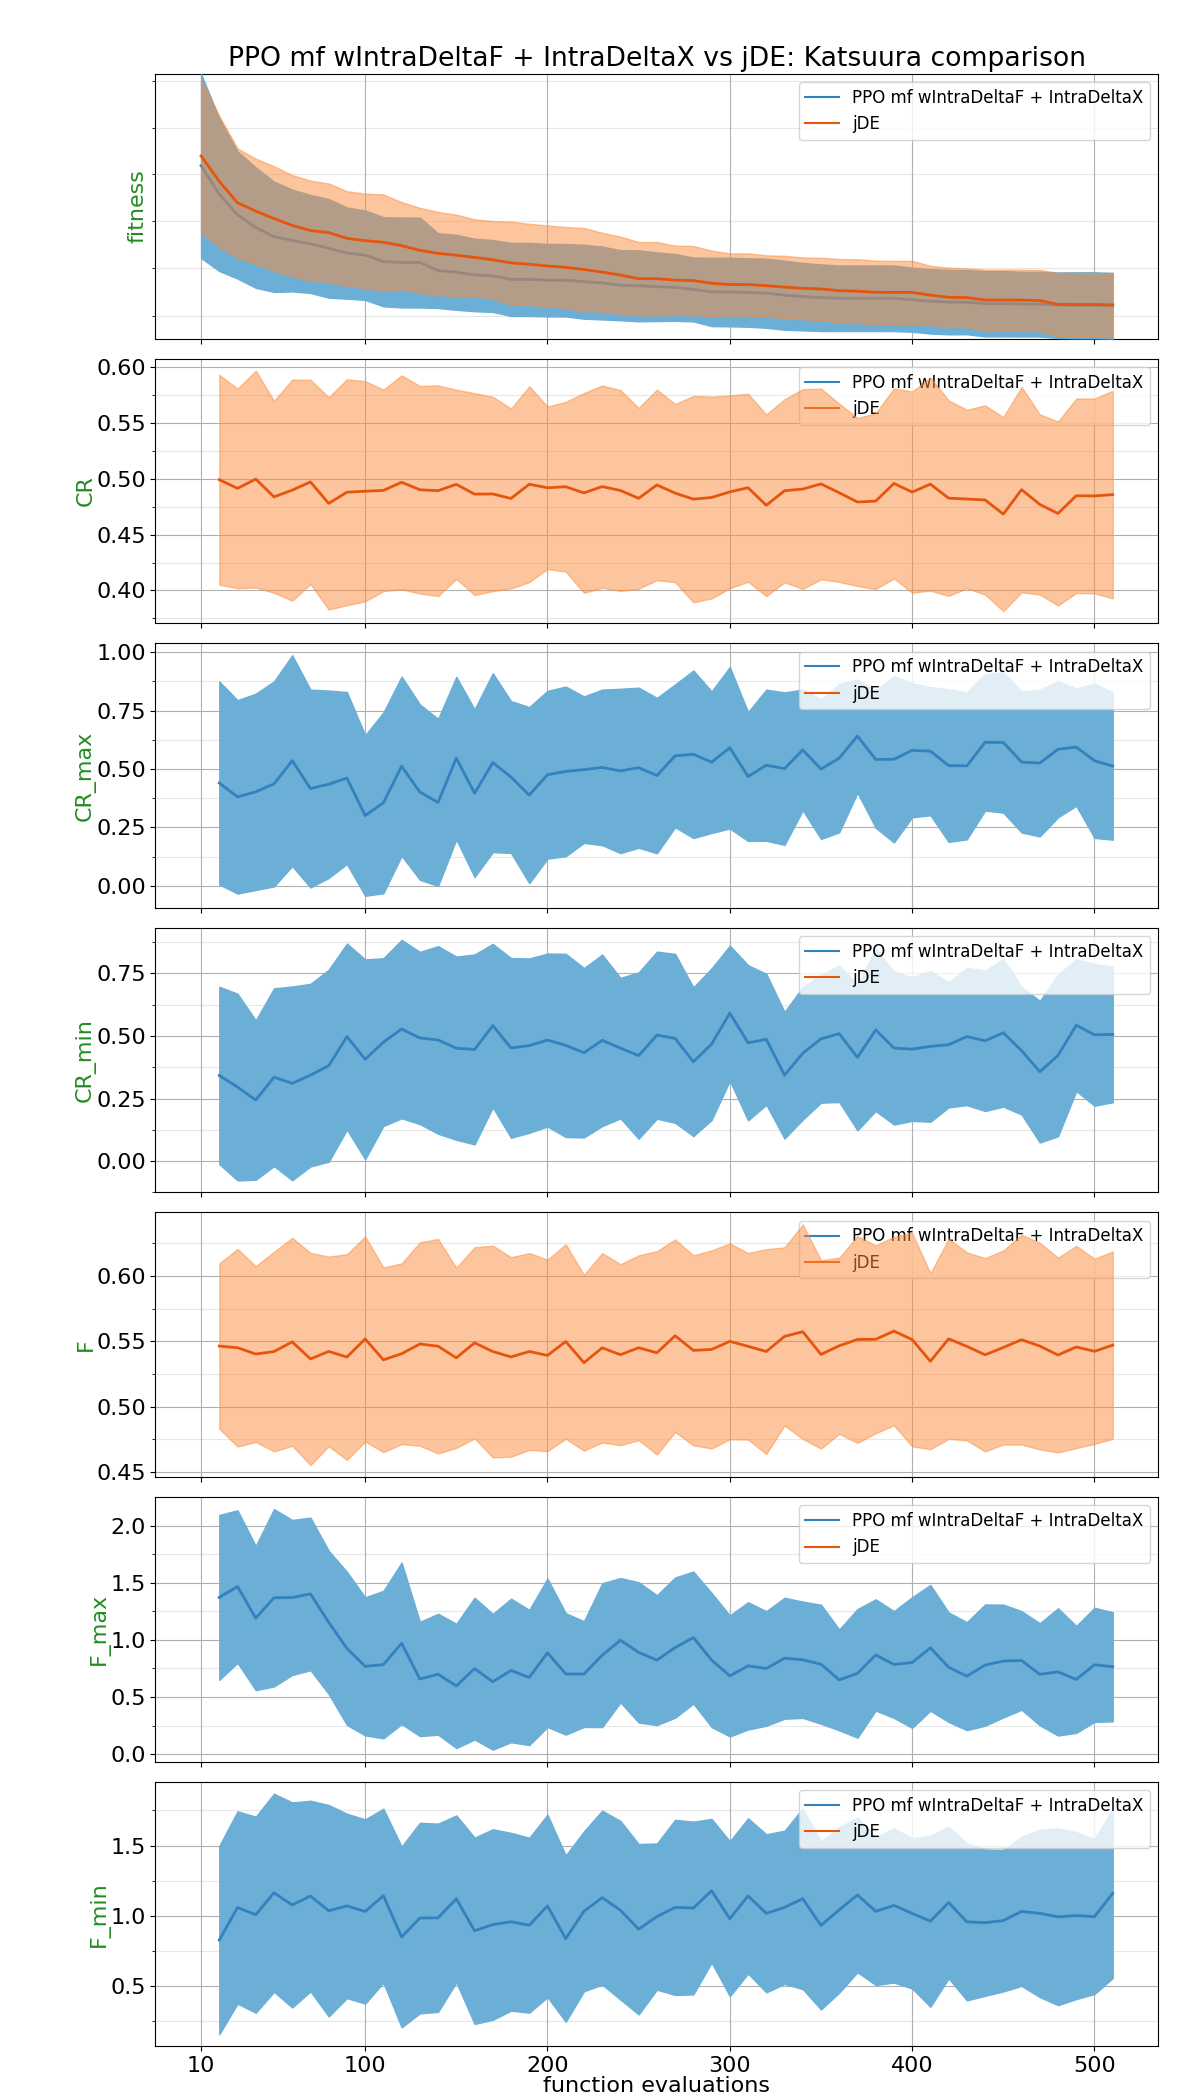 PPO mf wIntraDeltaF + IntraDeltaX vs jDE: Katsuura comparison
fitness
PPO mf wIntraDeltaF + IntraDeltaX
jDE
CR
0.60
0.55
0.50
0.45
0.40
PPO mf wIntraDeltaF + IntraDeltaX
jDE
CR_max
1.00
0.75
0.50
0.25
0.00
PPO mf wIntraDeltaF + IntraDeltaX
jDE
CR_min
0.75
0.50
0.25
0.00
PPO mf wIntraDeltaF + IntraDeltaX
jDE
F
0.60
0.55
0.50
0.45
PPO mf wIntraDeltaF + IntraDeltaX
jDE
F_max
2.0
1.5
1.0
0.5
0.0
PPO mf wIntraDeltaF + IntraDeltaX
jDE
F_min
1.5
1.0
0.5
PPO mf wIntraDeltaF + IntraDeltaX
jDE
10 100 200 300 400 500
function evaluations